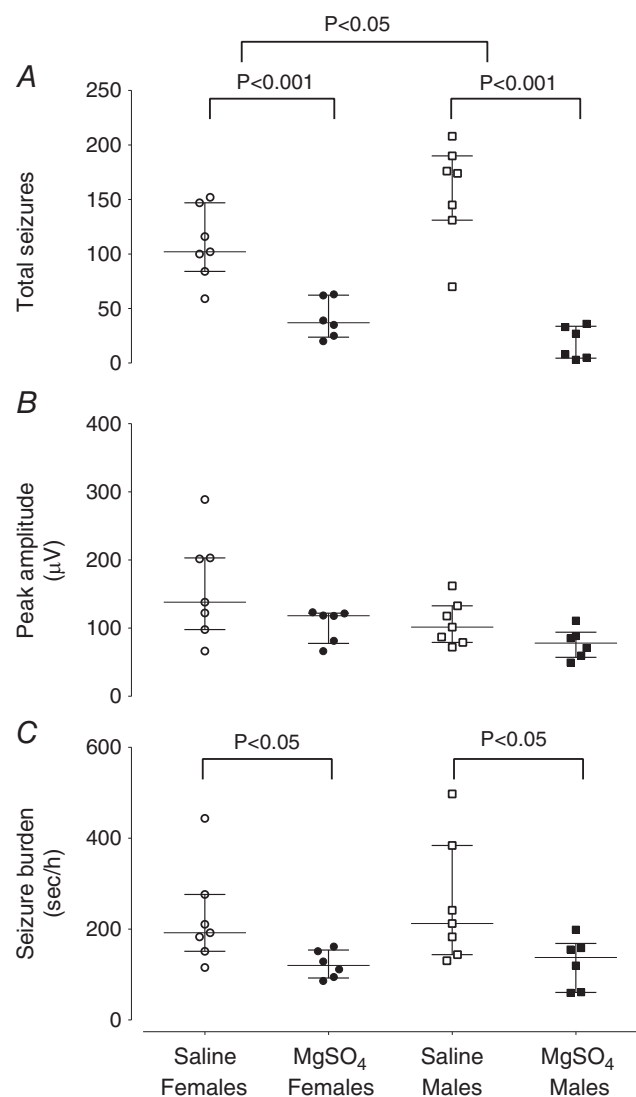 P<0.05
A
P<0.001 P<0.001
250
200
150
100
50
0
Total seizures
B
400
300
200
100
0
Peak amplitude
(μV)
C
P<0.05 P<0.05
600
400
200
0
Seizure burden
(sec/h)
Saline MgSO₄ Saline MgSO₄
Females Females Males Males